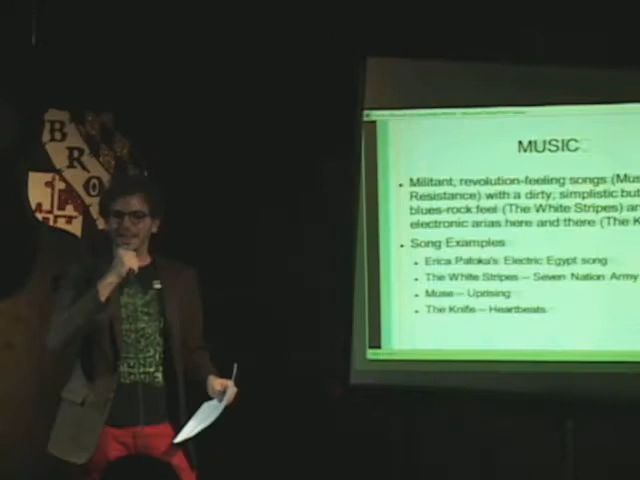 BRO
MUSIC
Militant, revolution-feeling songs (Mus
Resistance) with a dirty, simplistic but
blues-rock feel (The White Stripes) an
electronic arias here and there (The K
Song Examples
Erica Patoka's Electric Egypt song
The White Stripes – Seven Nation Army
Muse – Uprising
The Knife – Heartbeats